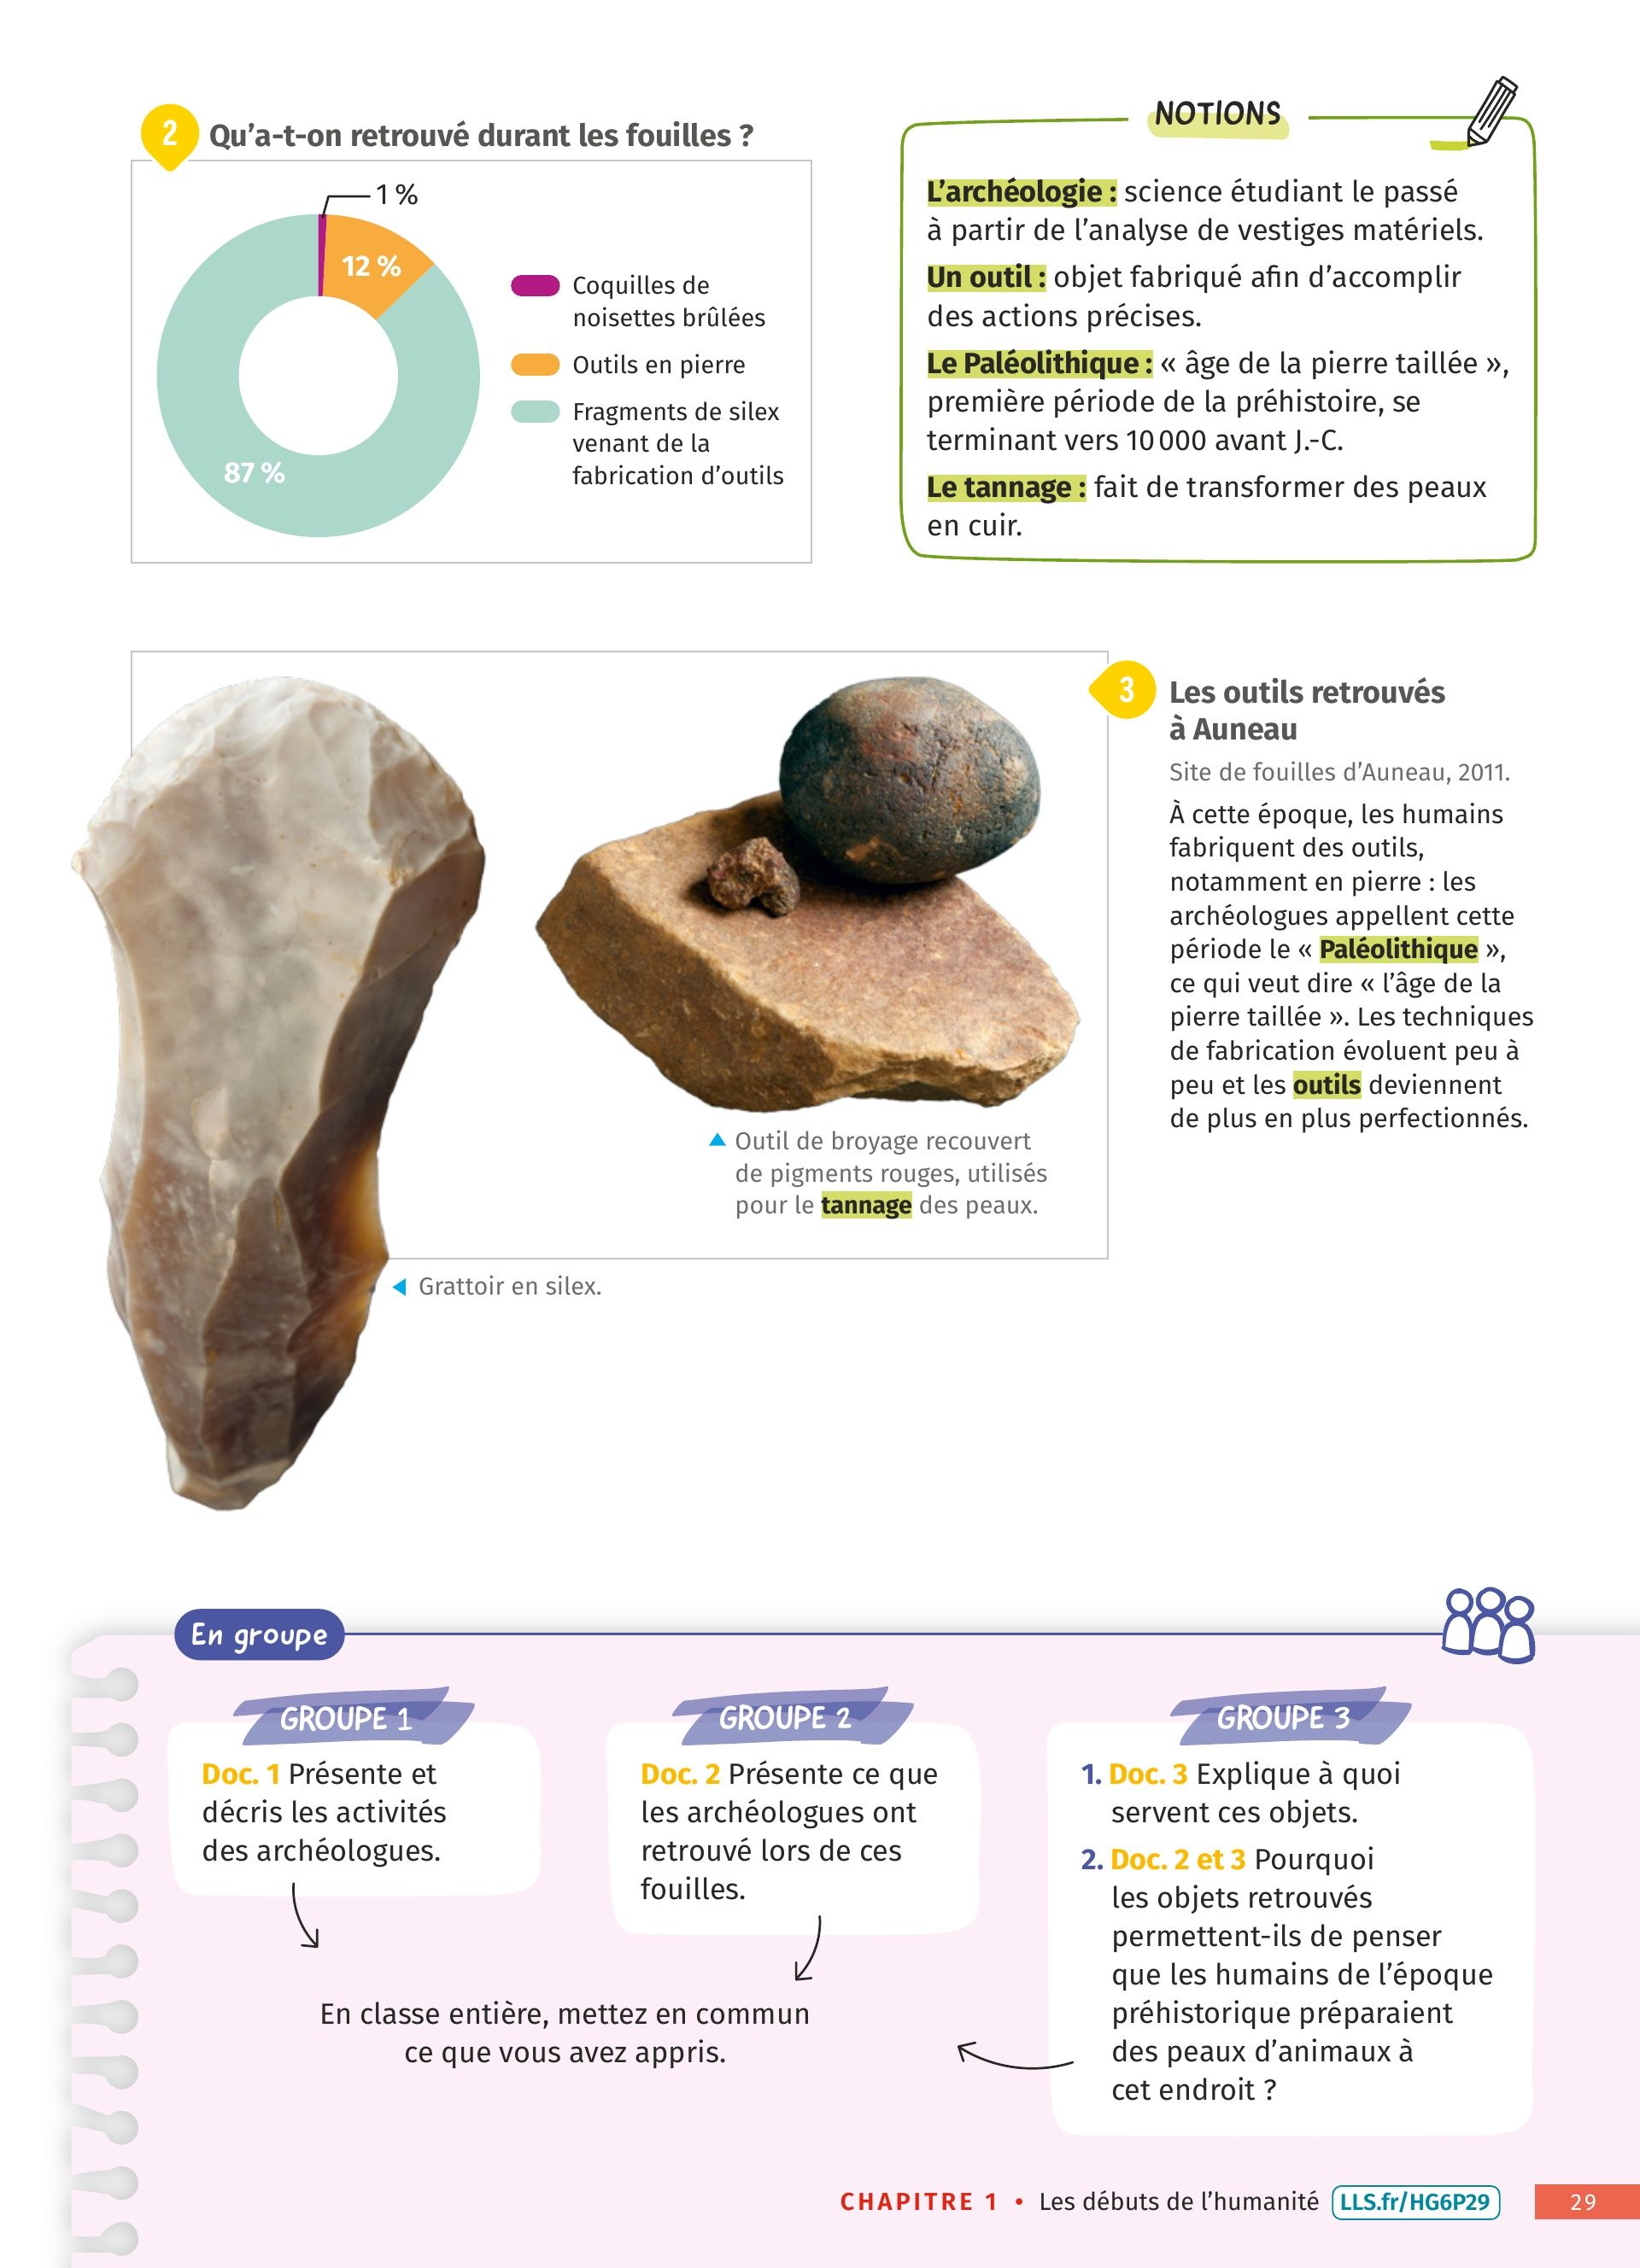 2
Qu’a-t-on retrouvé durant les fouilles ?
1 %
12 %
87 %
Coquilles de
noisettes brûlées
Outils en pierre
Fragments de silex
venant de la
fabrication d’outils
NOTIONS
L’archéologie : science étudiant le passé
à partir de l’analyse de vestiges matériels.
Un outil : objet fabriqué afin d’accomplir
des actions précises.
Le Paléolithique : « âge de la pierre taillée »,
première période de la préhistoire, se
terminant vers 10 000 avant J.-C.
Le tannage : fait de transformer des peaux
en cuir.
3
Les outils retrouvés
à Auneau
Site de fouilles d’Auneau, 2011.
À cette époque, les humains
fabriquent des outils,
notamment en pierre : les
archéologues appellent cette
période le « Paléolithique »,
ce qui veut dire « l’âge de la
pierre taillée ». Les techniques
de fabrication évoluent peu à
peu et les outils deviennent
de plus en plus perfectionnés.
Outil de broyage recouvert
de pigments rouges, utilisés
pour le tannage des peaux.
Grattoir en silex.
En groupe
GROUPE 1
Doc. 1 Présente et
décris les activités
des archéologues.
GROUPE 2
Doc. 2 Présente ce que
les archéologues ont
retrouvé lors de ces
fouilles.
GROUPE 3
1. Doc. 3 Explique à quoi
servent ces objets.
2. Doc. 2 et 3 Pourquoi
les objets retrouvés
permettent-ils de penser
que les humains de l’époque
préhistorique préparaient
des peaux d’animaux à
cet endroit ?
En classe entière, mettez en commun
ce que vous avez appris.
CHAPITRE 1 • Les débuts de l’humanité LLS.fr/HG6P29
29